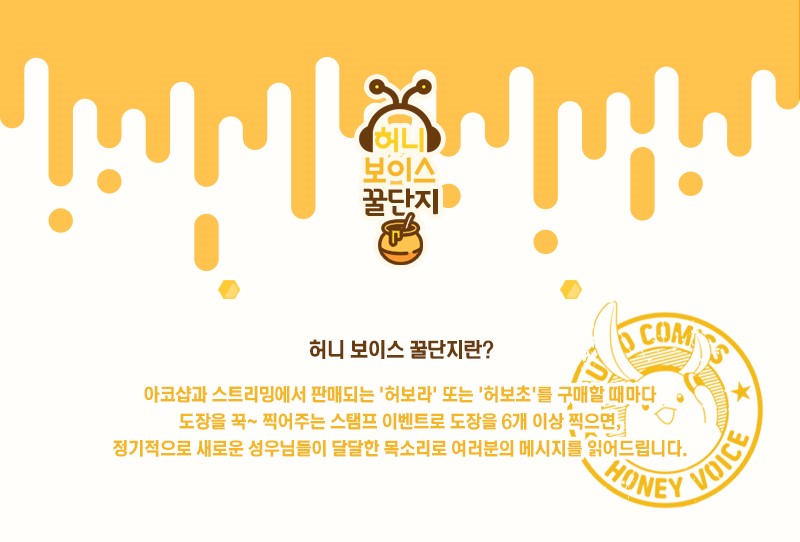 허니
보이스
꿀단지
허니 보이스 꿀단지란?
아코샵과 스트리밍에서 판매되는 '허보라' 또는 '허보초'를 구매할 때마다
도장을 꾹~ 찍어주는 스탬프 이벤트로 도장을 6개 이상 찍으면,
정기적으로 새로운 성우님들이 달달한 목소리로 여러분의 메시지를 읽어드립니다.
COMICS
HONEY VOICE